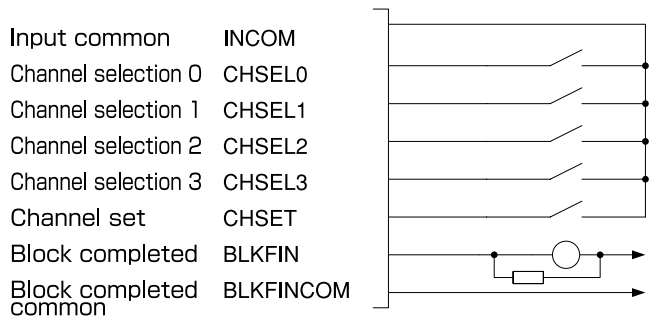 Input common INCOM
Channel selection 0 CHSEL0
Channel selection 1 CHSEL1
Channel selection 2 CHSEL2
Channel selection 3 CHSEL3
Channel set CHSET
Block completed BLKFIN
Block completed BLKFINCOM
common